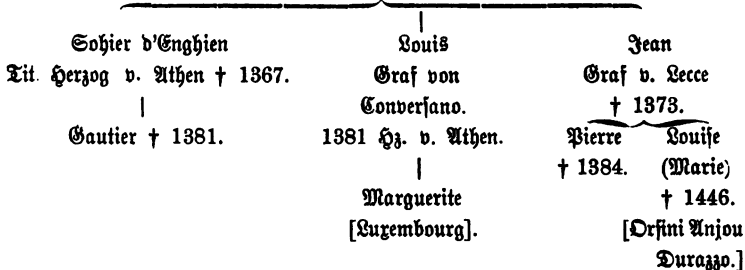 Sohier d'Enghien
Tit. Herzog v. Athen † 1367.
Gautier † 1381.
Louis
Graf von
Conversano.
1381 Hz. v. Athen.
Marguerite
[Luxembourg].
Jean
Graf v. Lecce
† 1373.
Pierre
† 1384.
Louise
(Marie)
† 1446.
[Orsini Anjou
Durazzo.]